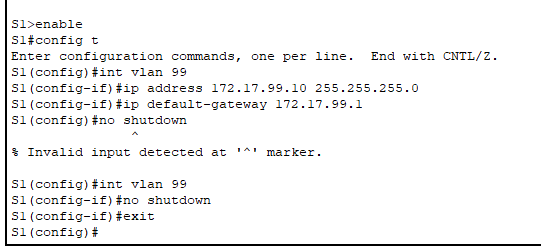 S1>enable
S1#config t
Enter configuration commands, one per line.  End with CNTL/Z.
S1(config)#int vlan 99
S1(config-if)#ip address 172.17.99.10 255.255.255.0
S1(config-if)#ip default-gateway 172.17.99.1
S1(config)#no shutdown
^
% Invalid input detected at '^' marker.
S1(config)#int vlan 99
S1(config-if)#no shutdown
S1(config-if)#exit
S1(config)#